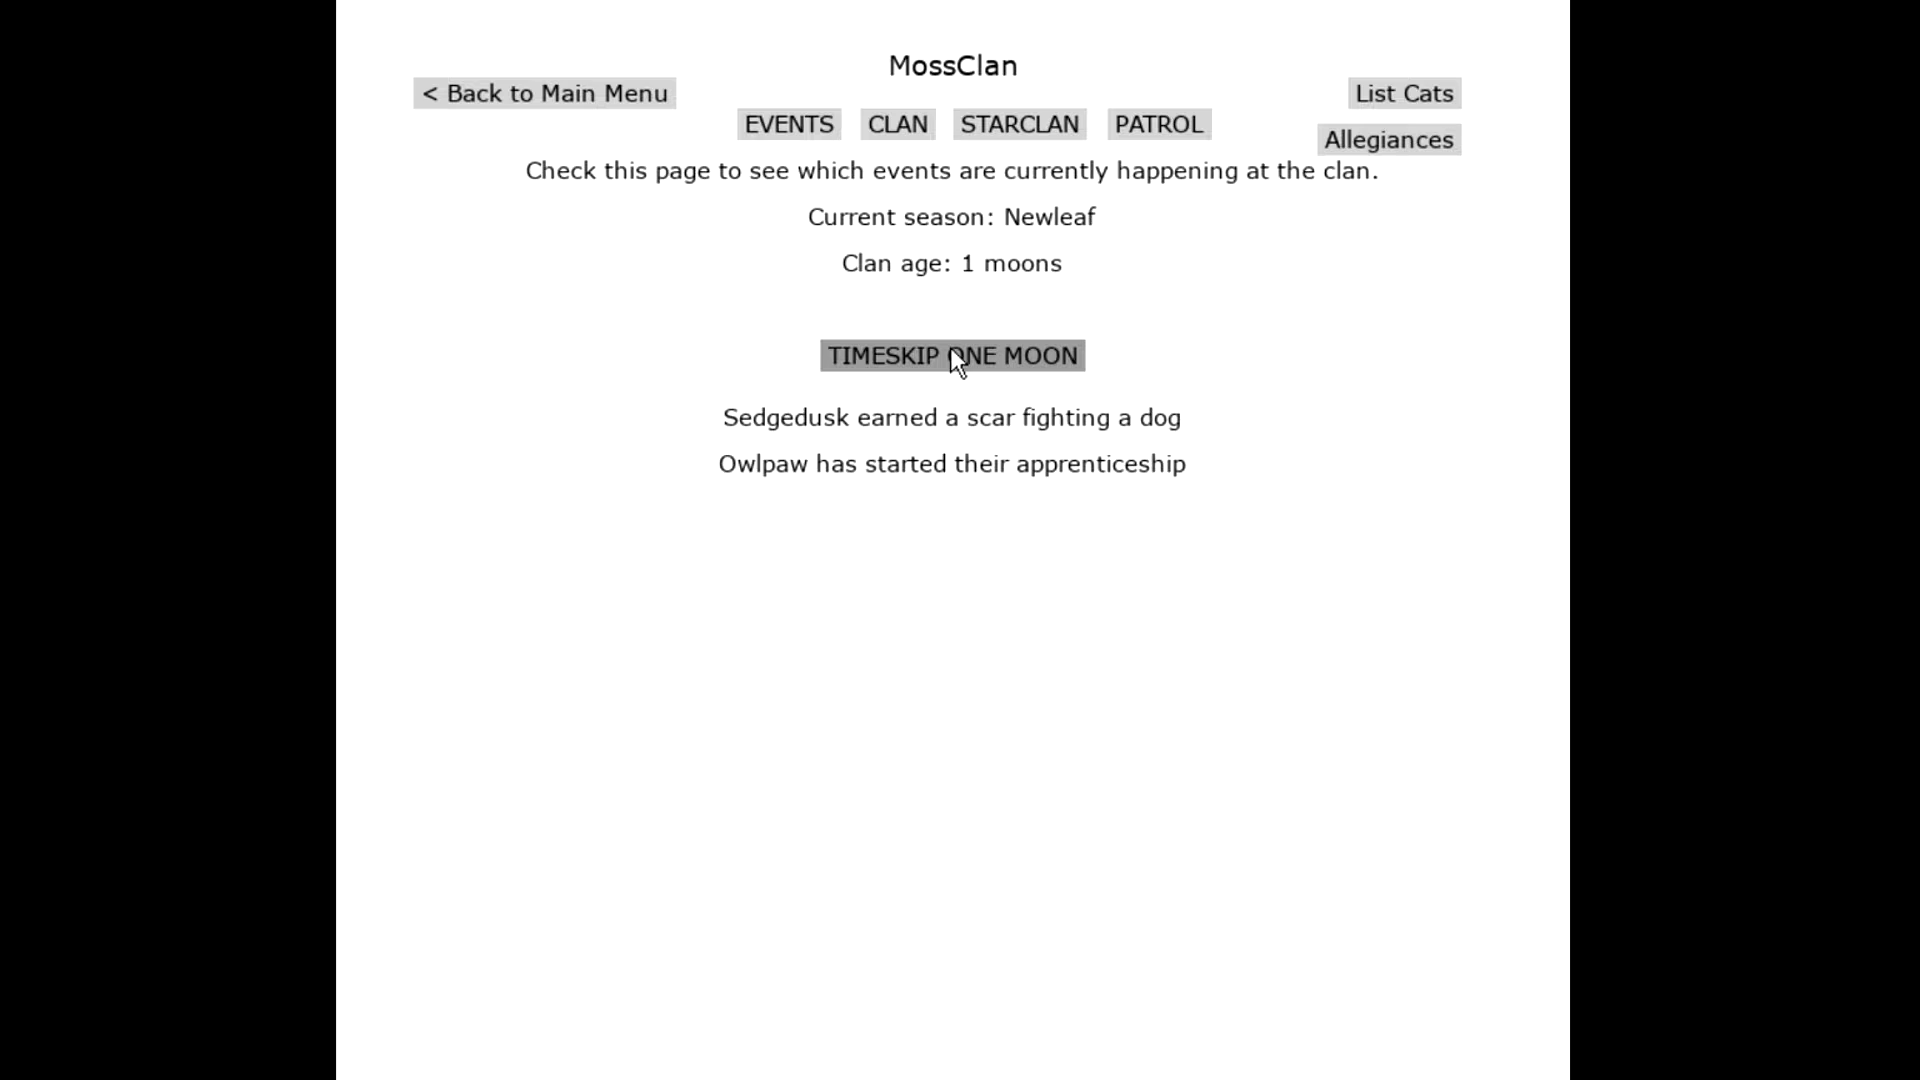 MossClan
< Back to Main Menu
List Cats
EVENTS CLAN STARCLAN PATROL
Allegiances
Check this page to see which events are currently happening at the clan.
Current season: Newleaf
Clan age: 1 moons
TIMESKIP ONE MOON
Sedgedusk earned a scar fighting a dog
Owlpaw has started their apprenticeship